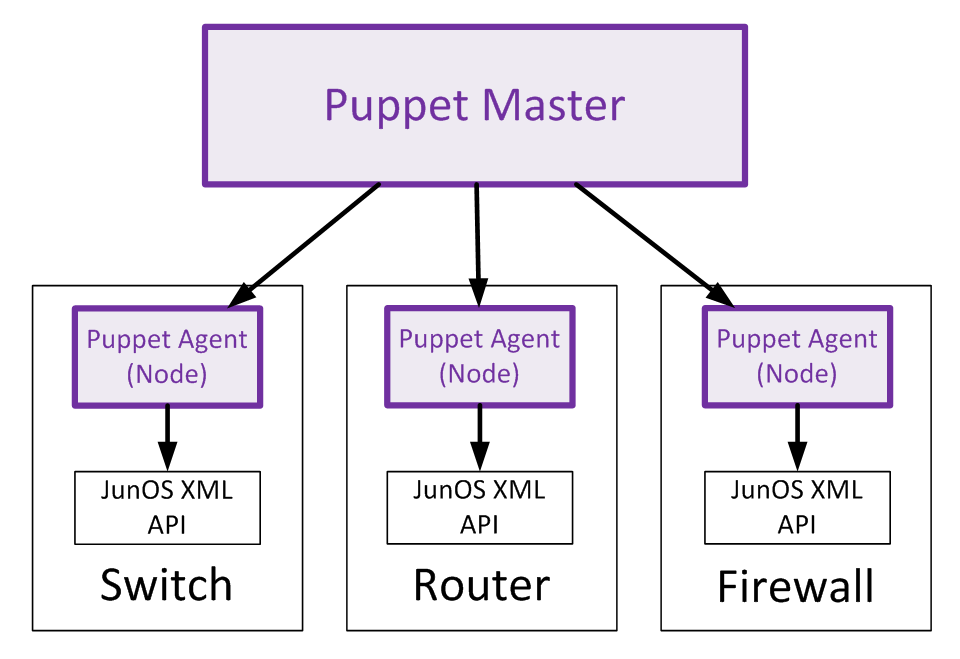 Puppet Master
Puppet Agent
(Node)
JunOS XML
API
Switch
Puppet Agent
(Node)
JunOS XML
API
Router
Puppet Agent
(Node)
JunOS XML
API
Firewall